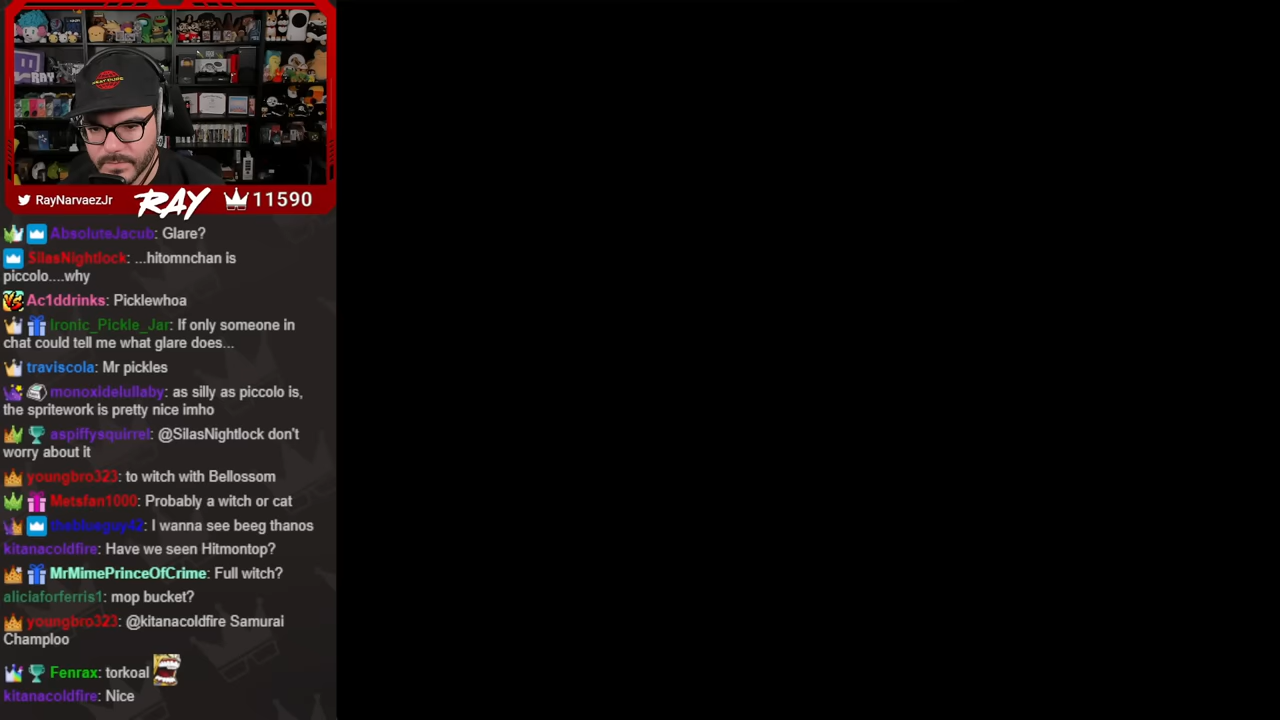 RayNarvaezJr RAY 11590
AbsoluteJacub: Glare?
SilasNightlock: ...hitomnchan is
piccolo....why
Ac1ddrinks: Picklewhoa
Ironic_Pickle_Jar: If only someone in
chat could tell me what glare does...
traviscola: Mr pickles
monoxidelullaby: as silly as piccolo is,
the spritework is pretty nice imho
aspiffysquirrel: @SilasNightlock don't
worry about it
youngbro323: to witch with Bellossom
Metsfan1000: Probably a witch or cat
theblueguy42: I wanna see beeg thanos
kitanacoldfire: Have we seen Hitmontop?
MrMimePrinceOfCrime: Full witch?
aliciaforferris1: mop bucket?
youngbro323: @kitanacoldfire Samurai
Champloo
Fenrax: torkoal
kitanacoldfire: Nice